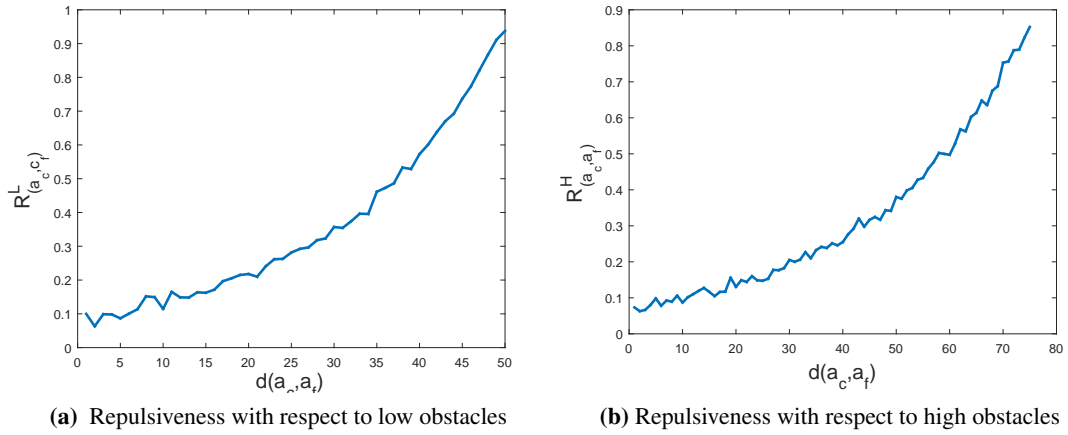 1
0.9
0.8
0.7
0.6
0.5
0.4
0.3
0.2
0.1
0
R^L_(a_c,c_f)
0 5 10 15 20 25 30 35 40 45 50
d(a_c,a_f)
(a) Repulsiveness with respect to low obstacles
0.9
0.8
0.7
0.6
0.5
0.4
0.3
0.2
0.1
0
R^H_(a_c,a_f)
0 10 20 30 40 50 60 70 80
d(a_c,a_f)
(b) Repulsiveness with respect to high obstacles